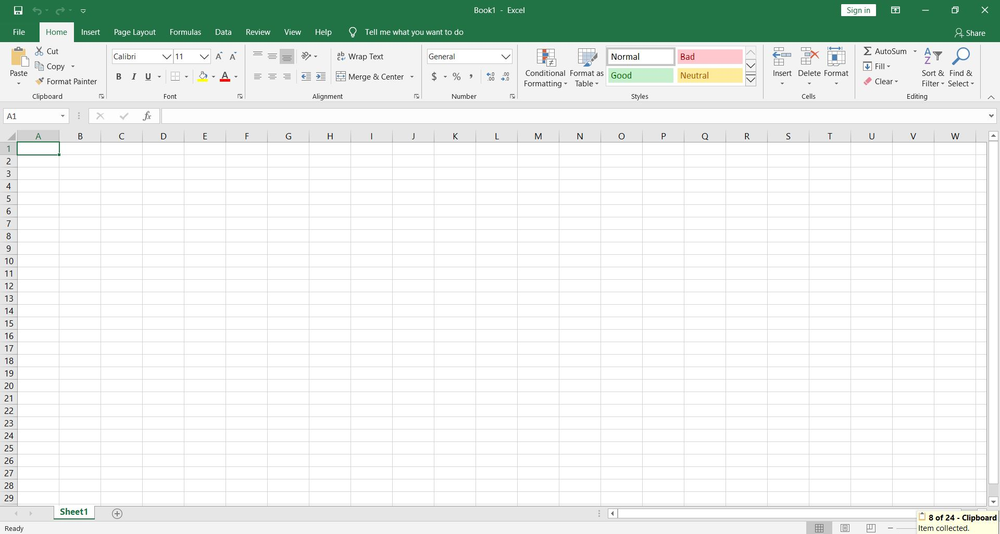 Book1 - Excel
Sign in
File Home Insert Page Layout Formulas Data Review View Help Tell me what you want to do Share
Paste
Cut
Copy
Format Painter
Clipboard
Calibri 11
B I U
Font
Wrap Text
Merge & Center
Alignment
General
$ % ,
Number
Conditional Formatting
Format as Table
Normal Bad
Good Neutral
Styles
Insert Delete Format
Cells
AutoSum
Fill
Clear
Sort & Filter
Find & Select
Editing
A1 fx
A B C D E F G H I J K L M N O P Q R S T U V W
1
2
3
4
5
6
7
8
9
10
11
12
13
14
15
16
17
18
19
20
21
22
23
24
25
26
27
28
29
Sheet1
Ready
8 of 24 - Clipboard
Item collected.